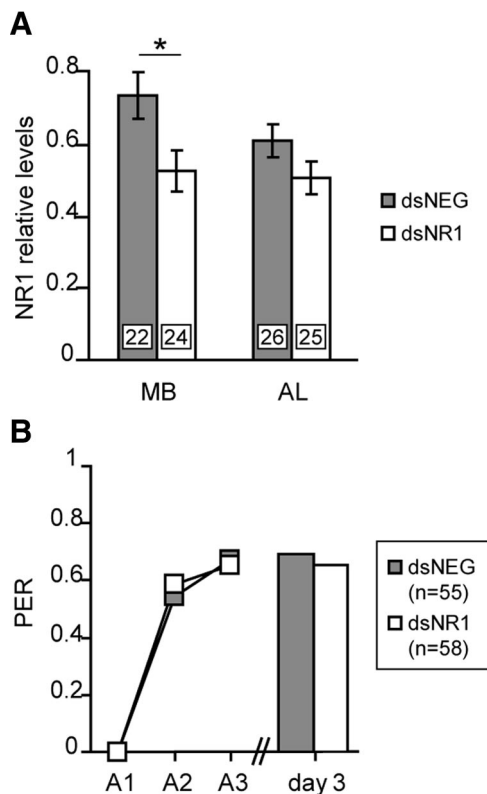 A
*
NR1 relative levels
0.8
0.6
0.4
0.2
0
22 24 26 25
MB AL
dsNEG
dsNR1
B
PER
1
0.8
0.6
0.4
0.2
0
A1 A2 A3 // day 3
dsNEG
(n=55)
dsNR1
(n=58)